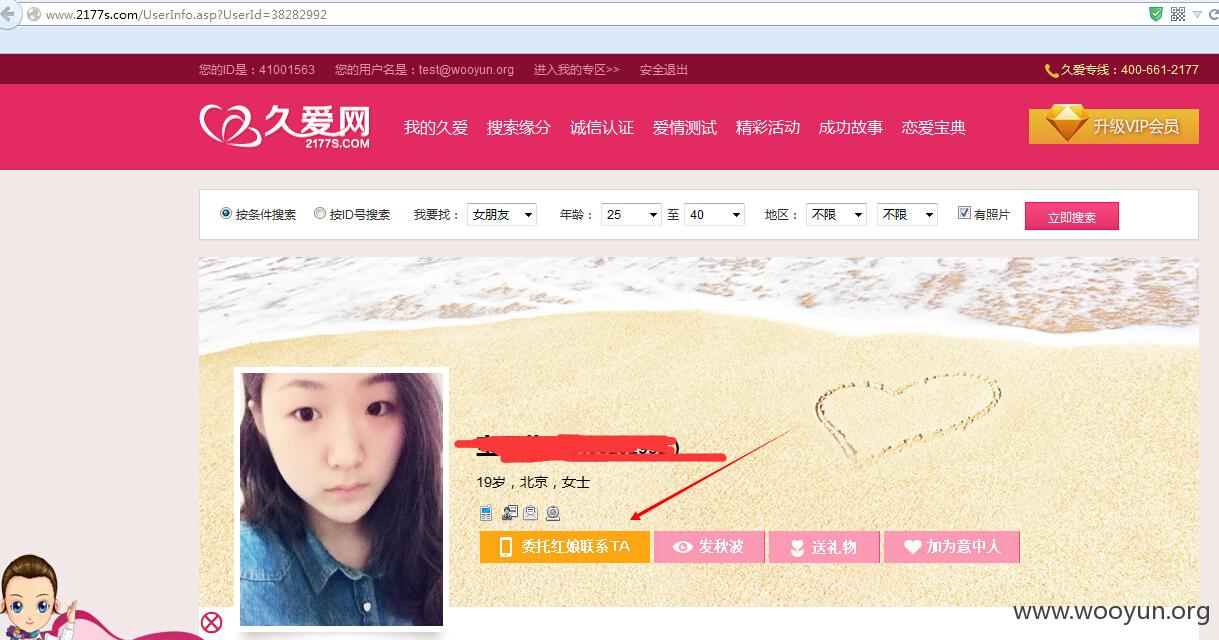 www.2177s.com/UserInfo.asp?UserId=38282992
您的ID是：41001563 您的用户名是：test@wooyun.org 进入我的专区>> 安全退出 久爱专线：400-661-2177
久爱网
2177S.COM
我的久爱 搜索缘分 诚信认证 爱情测试 精彩活动 成功故事 恋爱宝典 升级VIP会员
按条件搜索 按ID号搜索 我要找： 女朋友 年龄： 25 至 40 地区： 不限 不限 有照片 立即搜索
19岁，北京，女士
委托红娘联系TA 发秋波 送礼物 加为意中人
www.wooyun.org